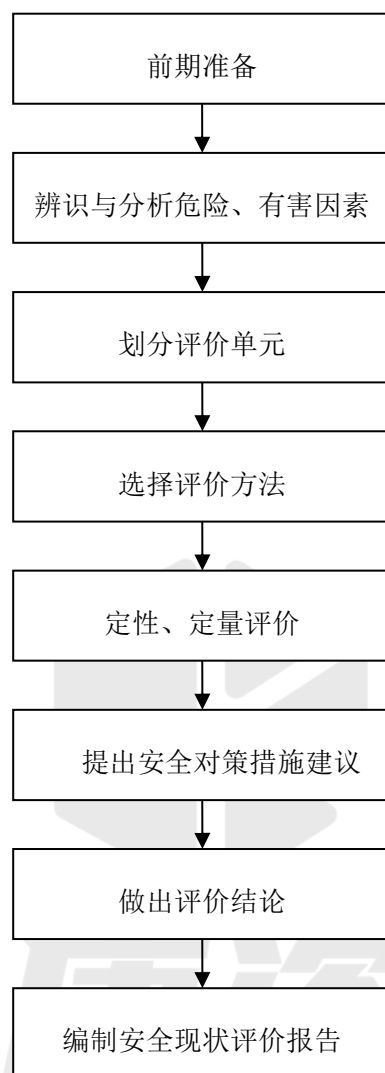 前期准备
辨识与分析危险、有害因素
划分评价单元
选择评价方法
定性、定量评价
提出安全对策措施建议
做出评价结论
编制安全现状评价报告